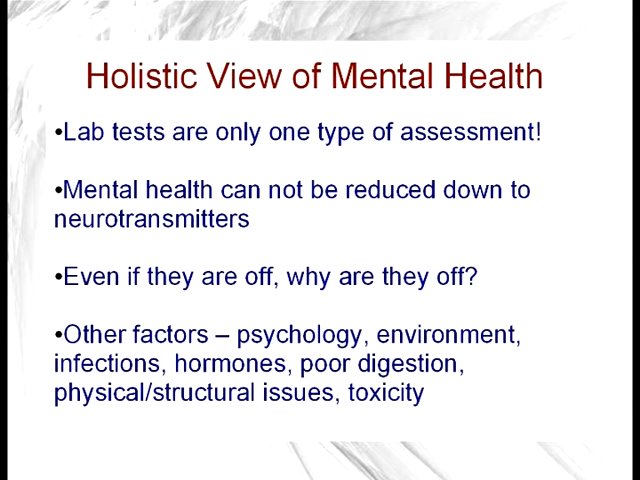 Holistic View of Mental Health
•Lab tests are only one type of assessment!
•Mental health can not be reduced down to
neurotransmitters
•Even if they are off, why are they off?
•Other factors – psychology, environment,
infections, hormones, poor digestion,
physical/structural issues, toxicity